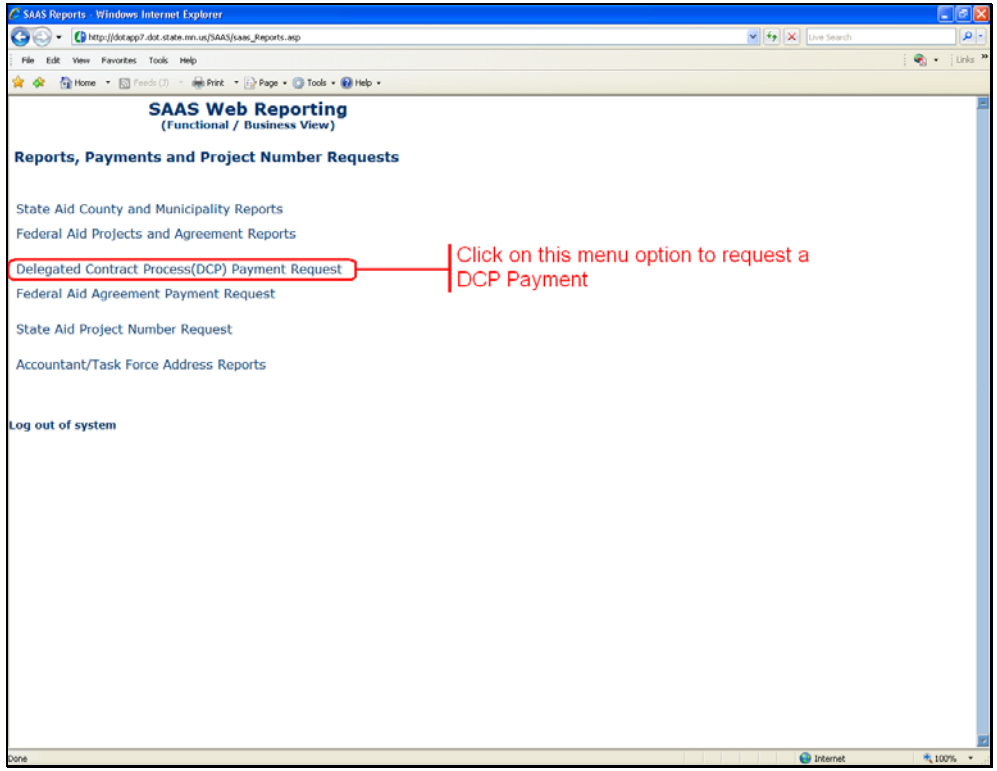 SAAS Reports - Windows Internet Explorer
http://dotapp7.dot.state.mn.us/SAAS/saas_Reports.asp
Live Search
File Edit View Favorites Tools Help
Links »
Home Feeds (J) Print Page Tools Help
SAAS Web Reporting
(Functional / Business View)
Reports, Payments and Project Number Requests
State Aid County and Municipality Reports
Federal Aid Projects and Agreement Reports
Delegated Contract Process(DCP) Payment Request
Click on this menu option to request a
DCP Payment
Federal Aid Agreement Payment Request
State Aid Project Number Request
Accountant/Task Force Address Reports
Log out of system
Done
Internet
100%